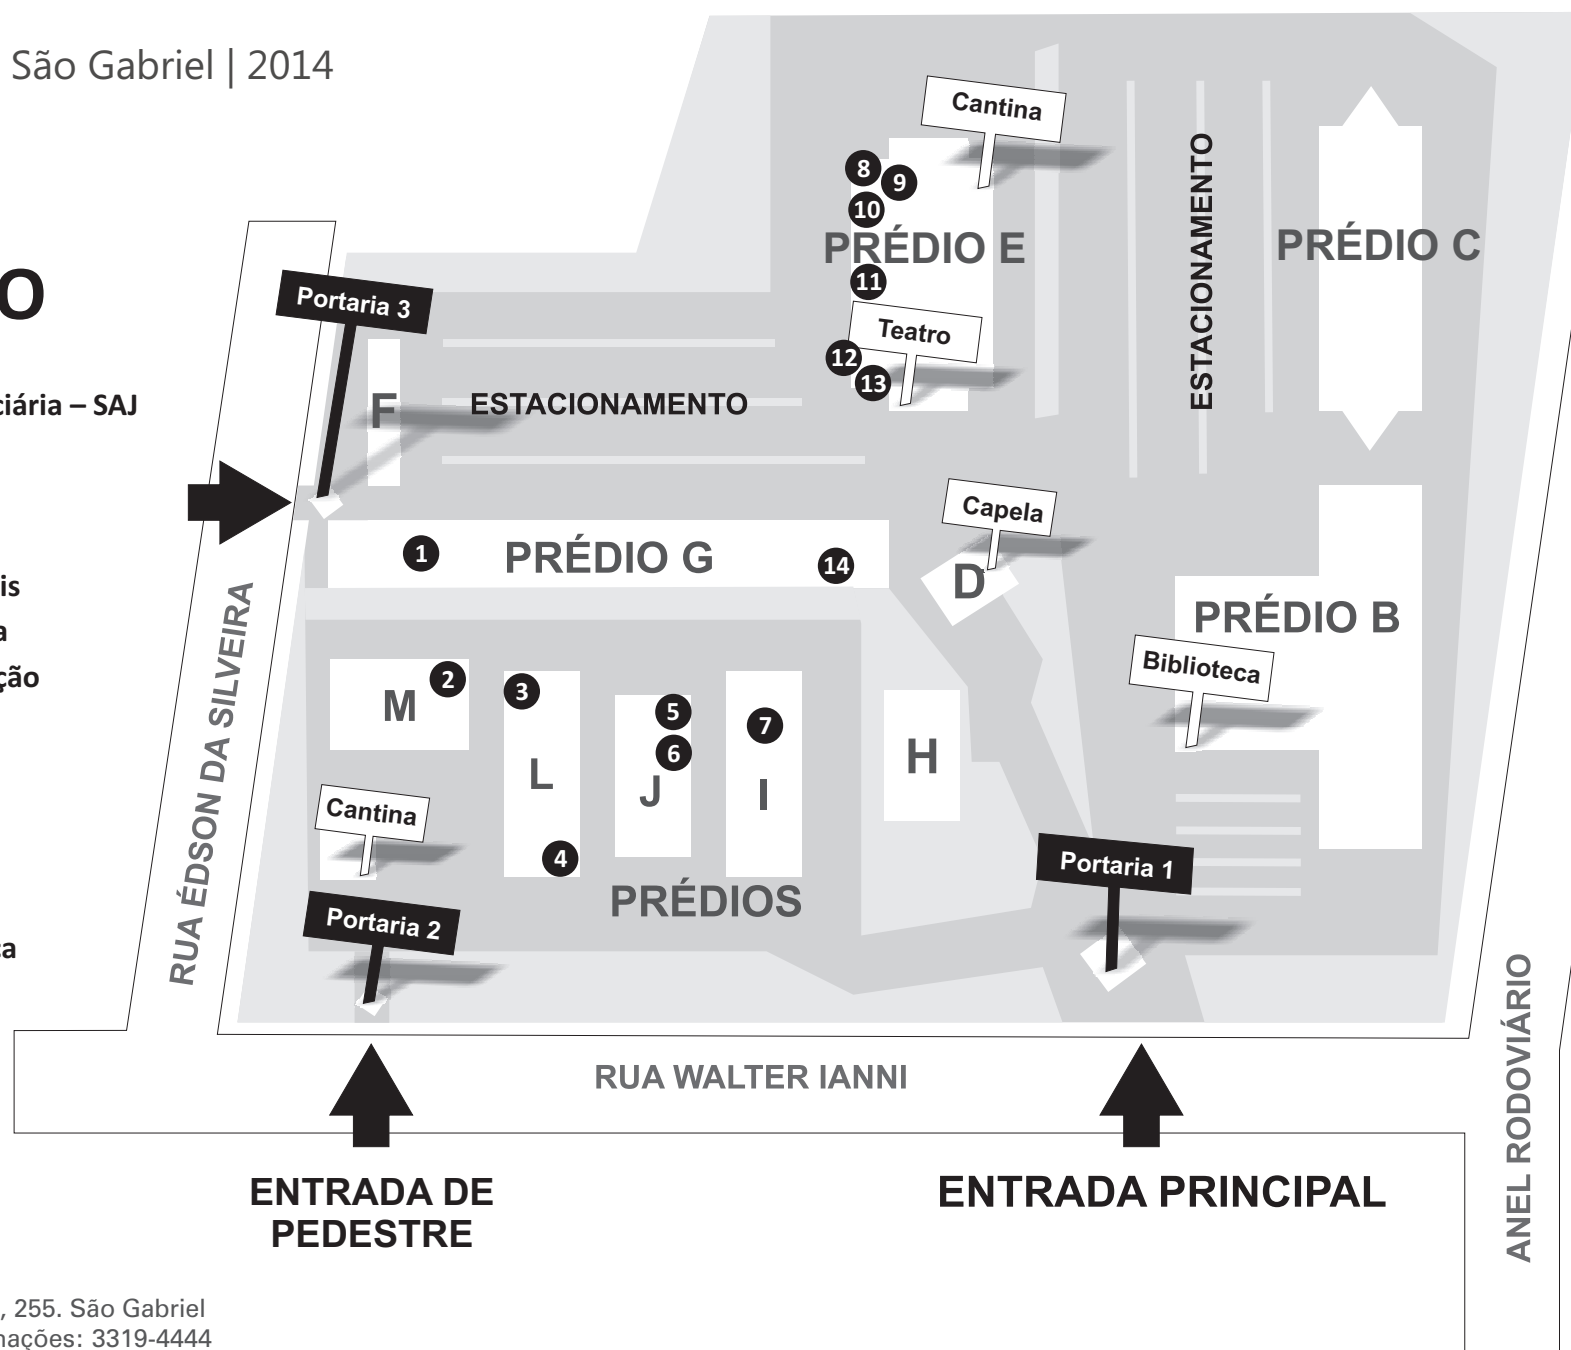 São Gabriel | 2014
O
ciária – SAJ
is
a
ção
ca
Cantina
8
9
10
PRÉDIO E
11
Teatro
12
13
ESTACIONAMENTO
PRÉDIO C
Portaria 3
F
ESTACIONAMENTO
Capela
D
1
PRÉDIO G
14
PRÉDIO B
Biblioteca
RUA ÉDSON DA SILVEIRA
M
2
3
L
4
5
6
J
7
I
H
Cantina
PRÉDIOS
Portaria 1
Portaria 2
RUA WALTER IANNI
ANEL RODOVIÁRIO
ENTRADA DE
PEDESTRE
ENTRADA PRINCIPAL
, 255. São Gabriel
mações: 3319-4444